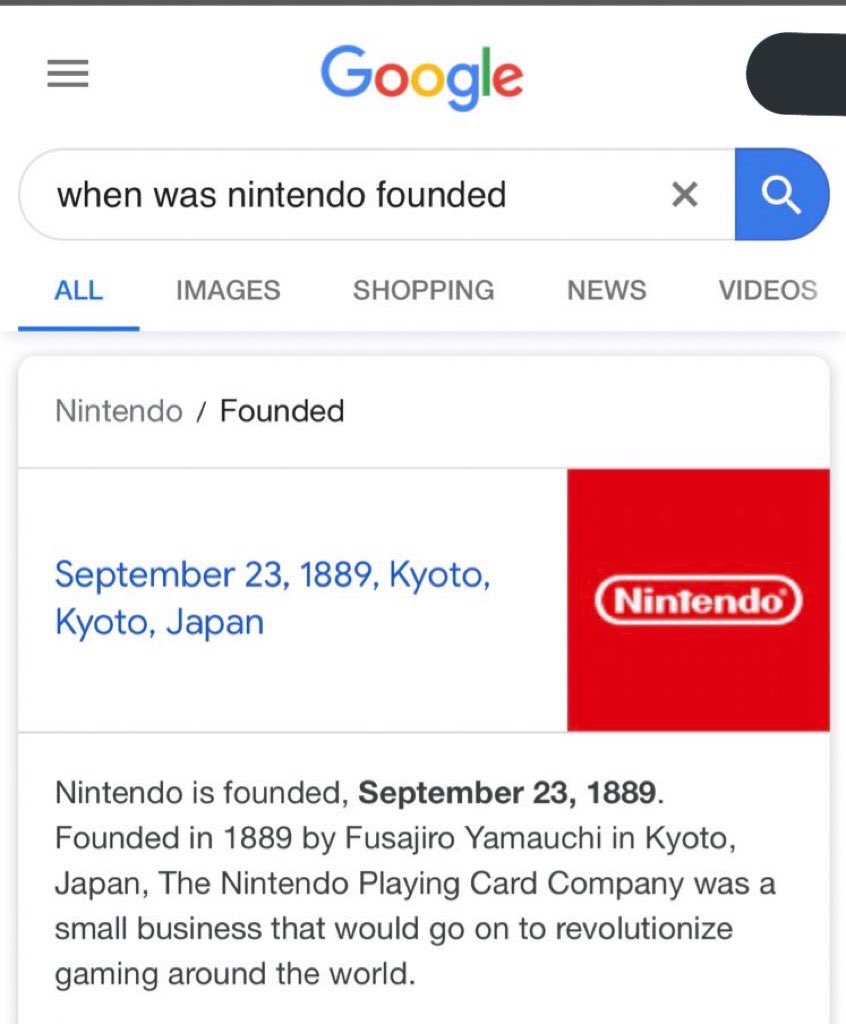 Google
when was nintendo founded
ALL IMAGES SHOPPING NEWS VIDEOS
Nintendo / Founded
September 23, 1889, Kyoto,
Kyoto, Japan
Nintendo®
Nintendo is founded, September 23, 1889.
Founded in 1889 by Fusajiro Yamauchi in Kyoto,
Japan, The Nintendo Playing Card Company was a
small business that would go on to revolutionize
gaming around the world.